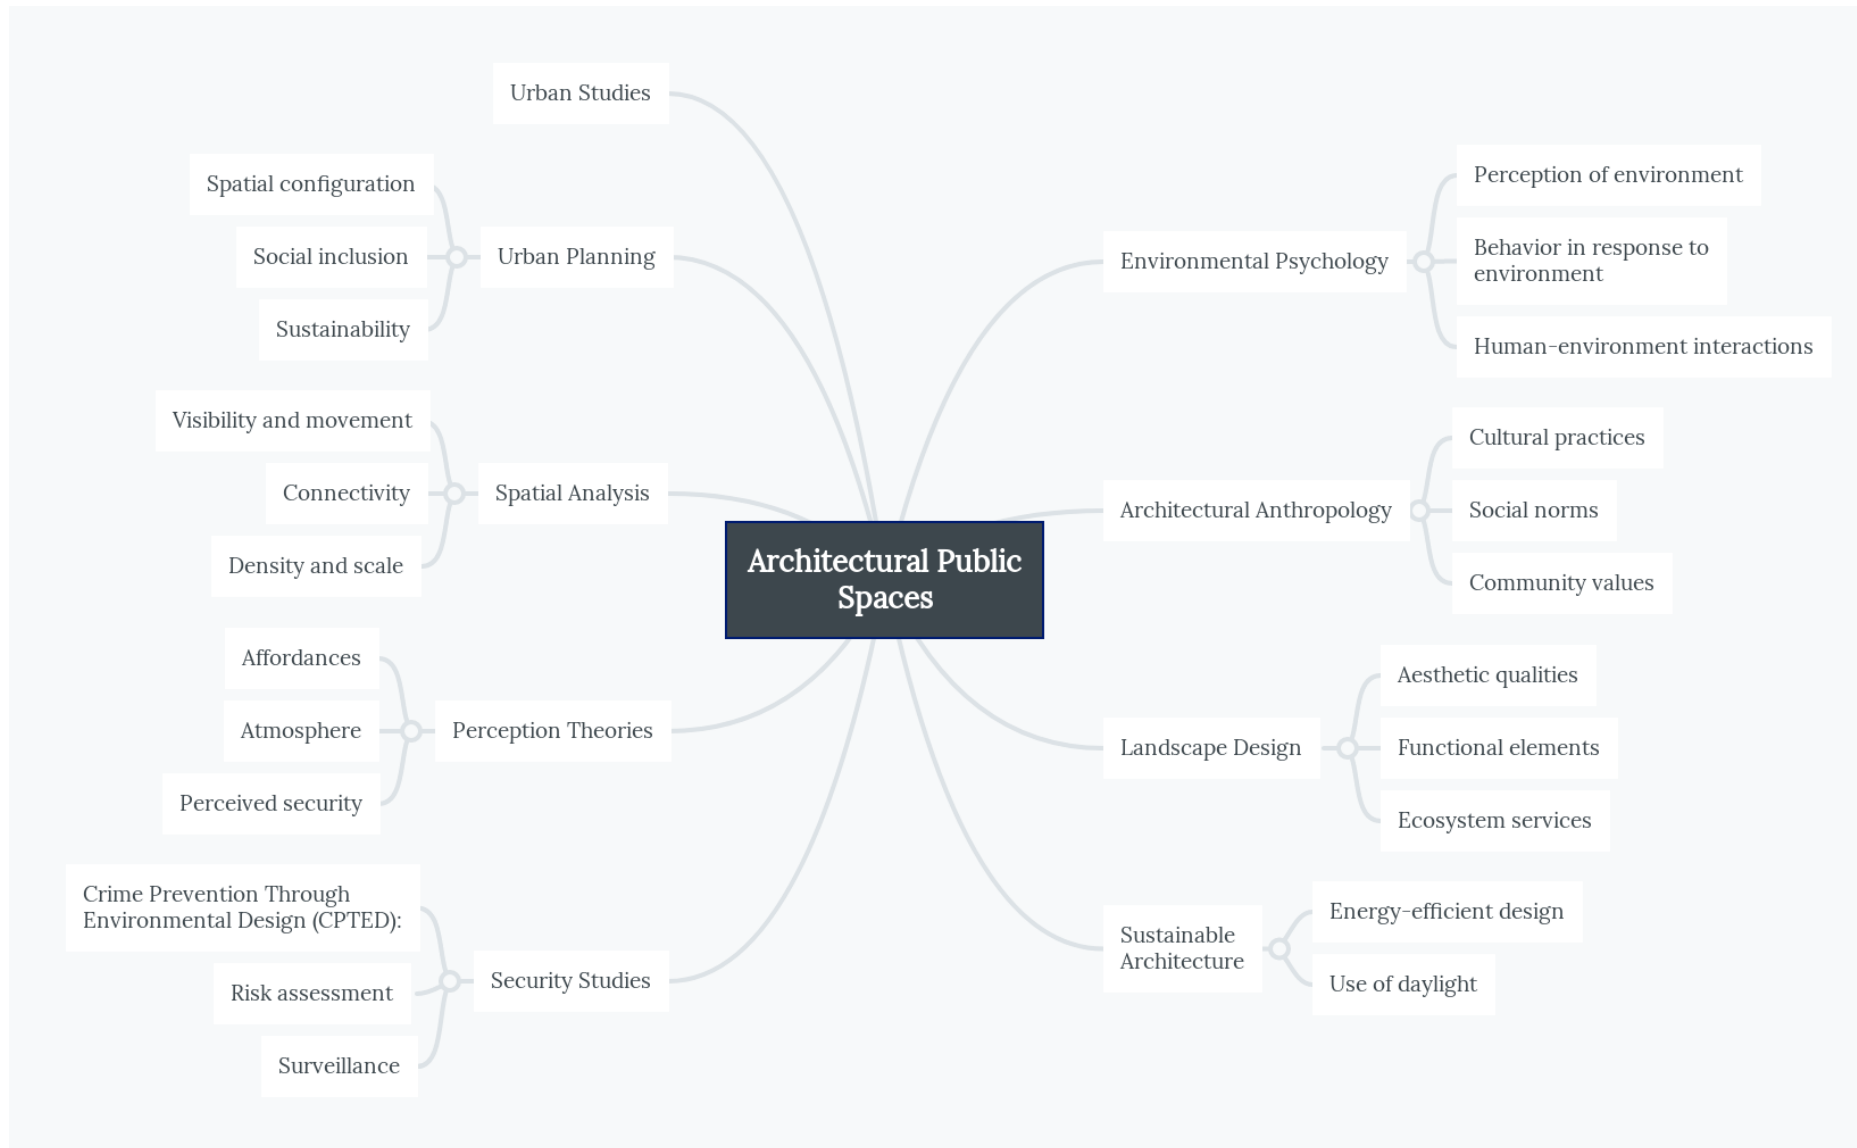 Urban Studies
Spatial configuration
Social inclusion
Urban Planning
Sustainability
Visibility and movement
Connectivity
Spatial Analysis
Density and scale
Affordances
Atmosphere
Perception Theories
Perceived security
Crime Prevention Through
Environmental Design (CPTED):
Risk assessment
Security Studies
Surveillance
Architectural Public
Spaces
Environmental Psychology
Perception of environment
Behavior in response to
environment
Human-environment interactions
Architectural Anthropology
Cultural practices
Social norms
Community values
Landscape Design
Aesthetic qualities
Functional elements
Ecosystem services
Sustainable
Architecture
Energy-efficient design
Use of daylight